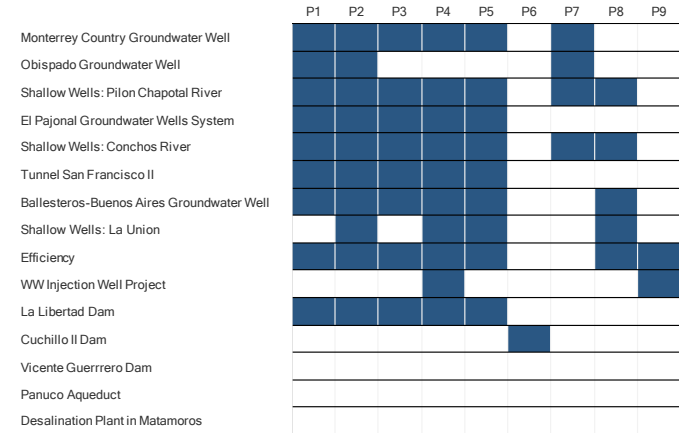 P1 P2 P3 P4 P5 P6 P7 P8 P9
Monterrey Country Groundwater Well
Obispado Groundwater Well
Shallow Wells: Pilon Chapotal River
El Pajonal Groundwater Wells System
Shallow Wells: Conchos River
Tunnel San Francisco II
Ballesteros-Buenos Aires Groundwater Well
Shallow Wells: La Union
Efficiency
WW Injection Well Project
La Libertad Dam
Cuchillo II Dam
Vicente Guerrrero Dam
Panuco Aqueduct
Desalination Plant in Matamoros